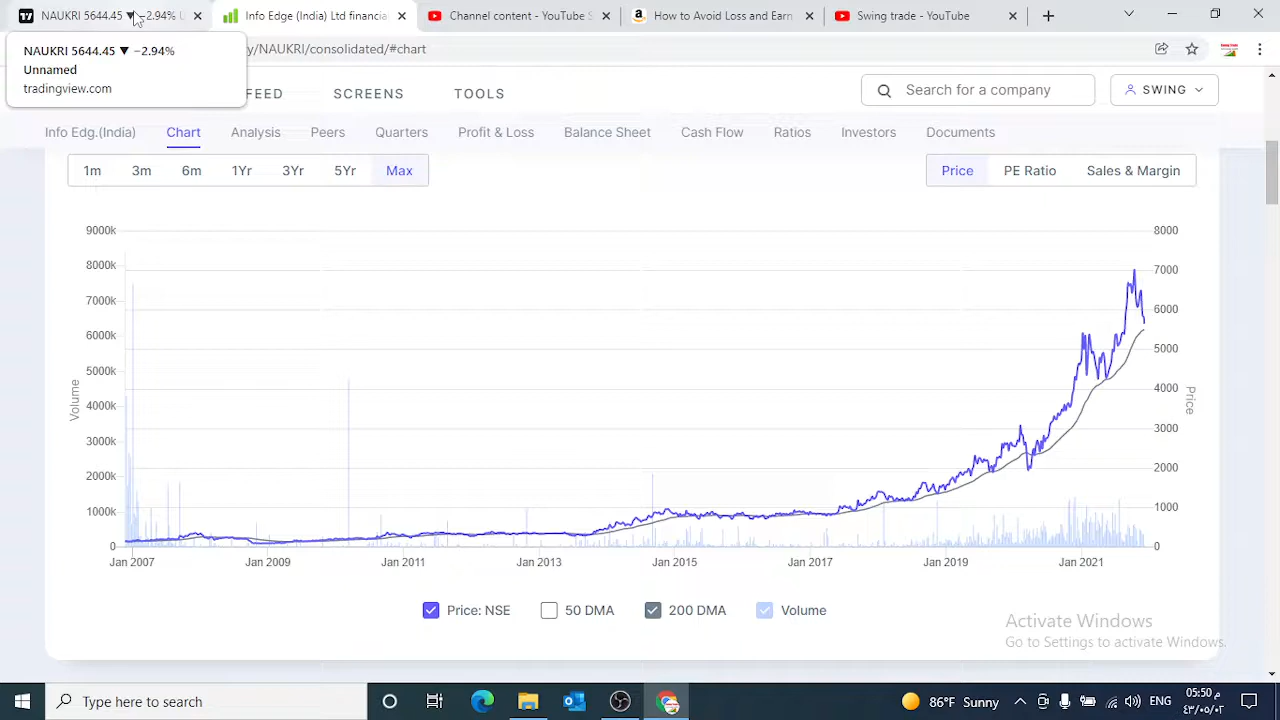 NAUKRI 5644.45 ▼ −2.94%
Info Edge (India) Ltd financia
Channel content - YouTube
How to Avoid Loss and Earn
Swing trade - YouTube
NAUKRI 5644.45 ▼ −2.94%
Unnamed
tradingview.com
y/NAUKRI/consolidated/#chart
FEED
SCREENS
TOOLS
Search for a company
SWING
Info Edg.(India)
Chart
Analysis
Peers
Quarters
Profit & Loss
Balance Sheet
Cash Flow
Ratios
Investors
Documents
1m
3m
6m
1Yr
3Yr
5Yr
Max
Price
PE Ratio
Sales & Margin
9000k
8000k
7000k
6000k
5000k
4000k
3000k
2000k
1000k
0
Volume
8000
7000
6000
5000
4000
3000
2000
1000
0
Price
Jan 2007
Jan 2009
Jan 2011
Jan 2013
Jan 2015
Jan 2017
Jan 2019
Jan 2021
Price: NSE
50 DMA
200 DMA
Volume
Activate Windows
Go to Settings to activate Windows.
Type here to search
86°F Sunny
ENG